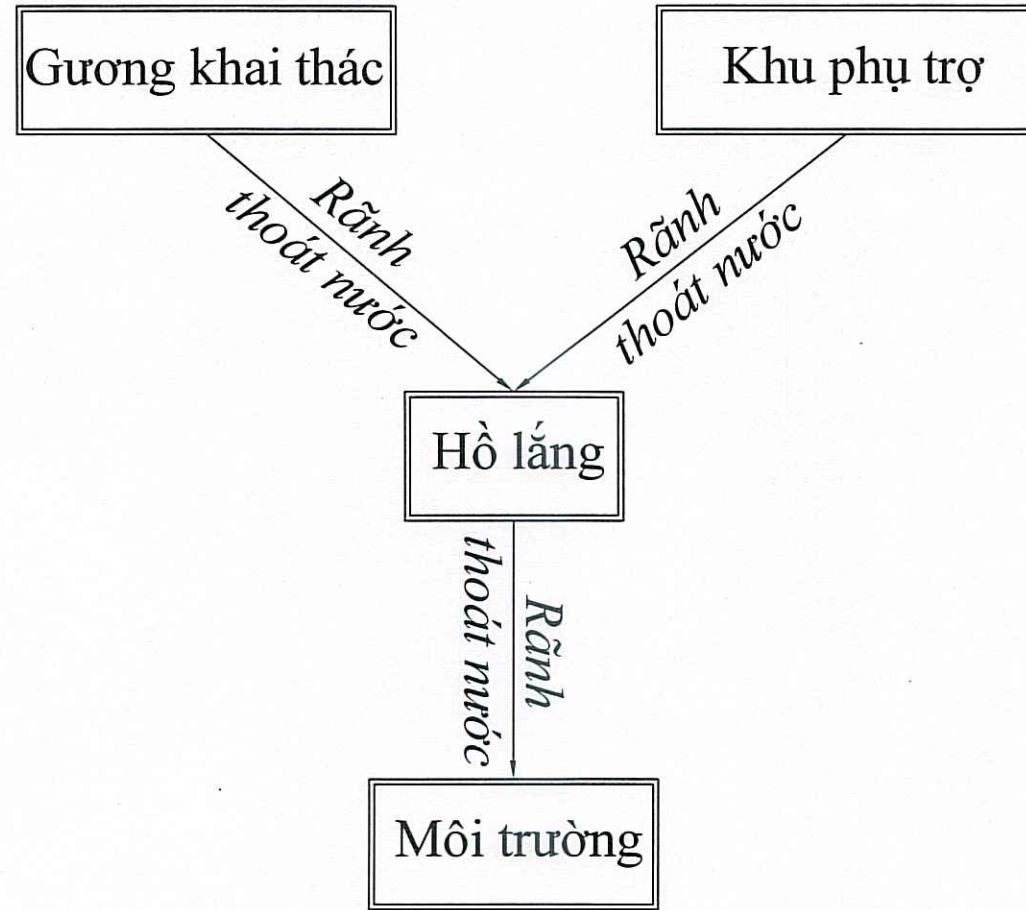 Gương khai thác
Khu phụ trợ
Rãnh
thoát nước
Rãnh
thoát nước
Hồ lắng
Rãnh
thoát nước
Môi trường